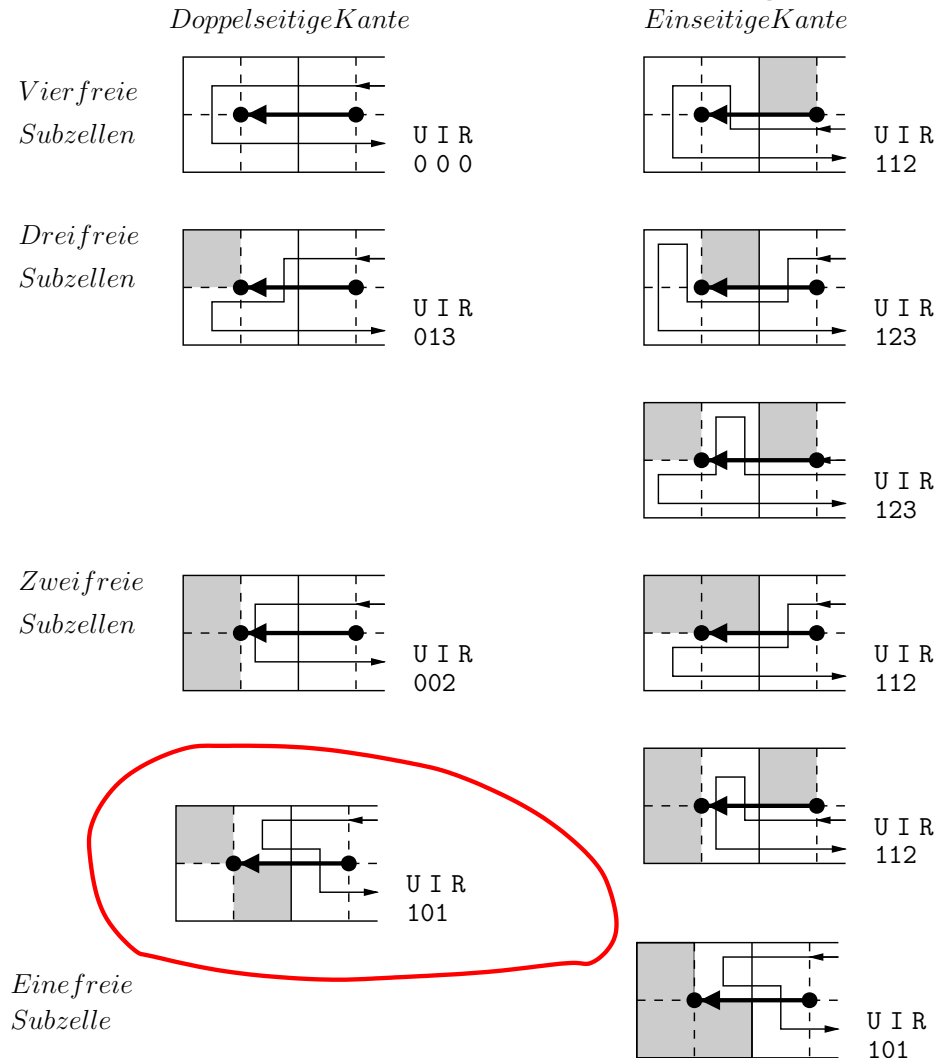 DoppelseitigeKante
EinseitigeKante
Vierfreie
Subzellen
U I R
0 0 0
U I R
112
Dreifreie
Subzellen
U I R
013
U I R
123
U I R
123
Zweifreie
Subzellen
U I R
002
U I R
112
U I R
101
U I R
112
Einefreie
Subzelle
U I R
101